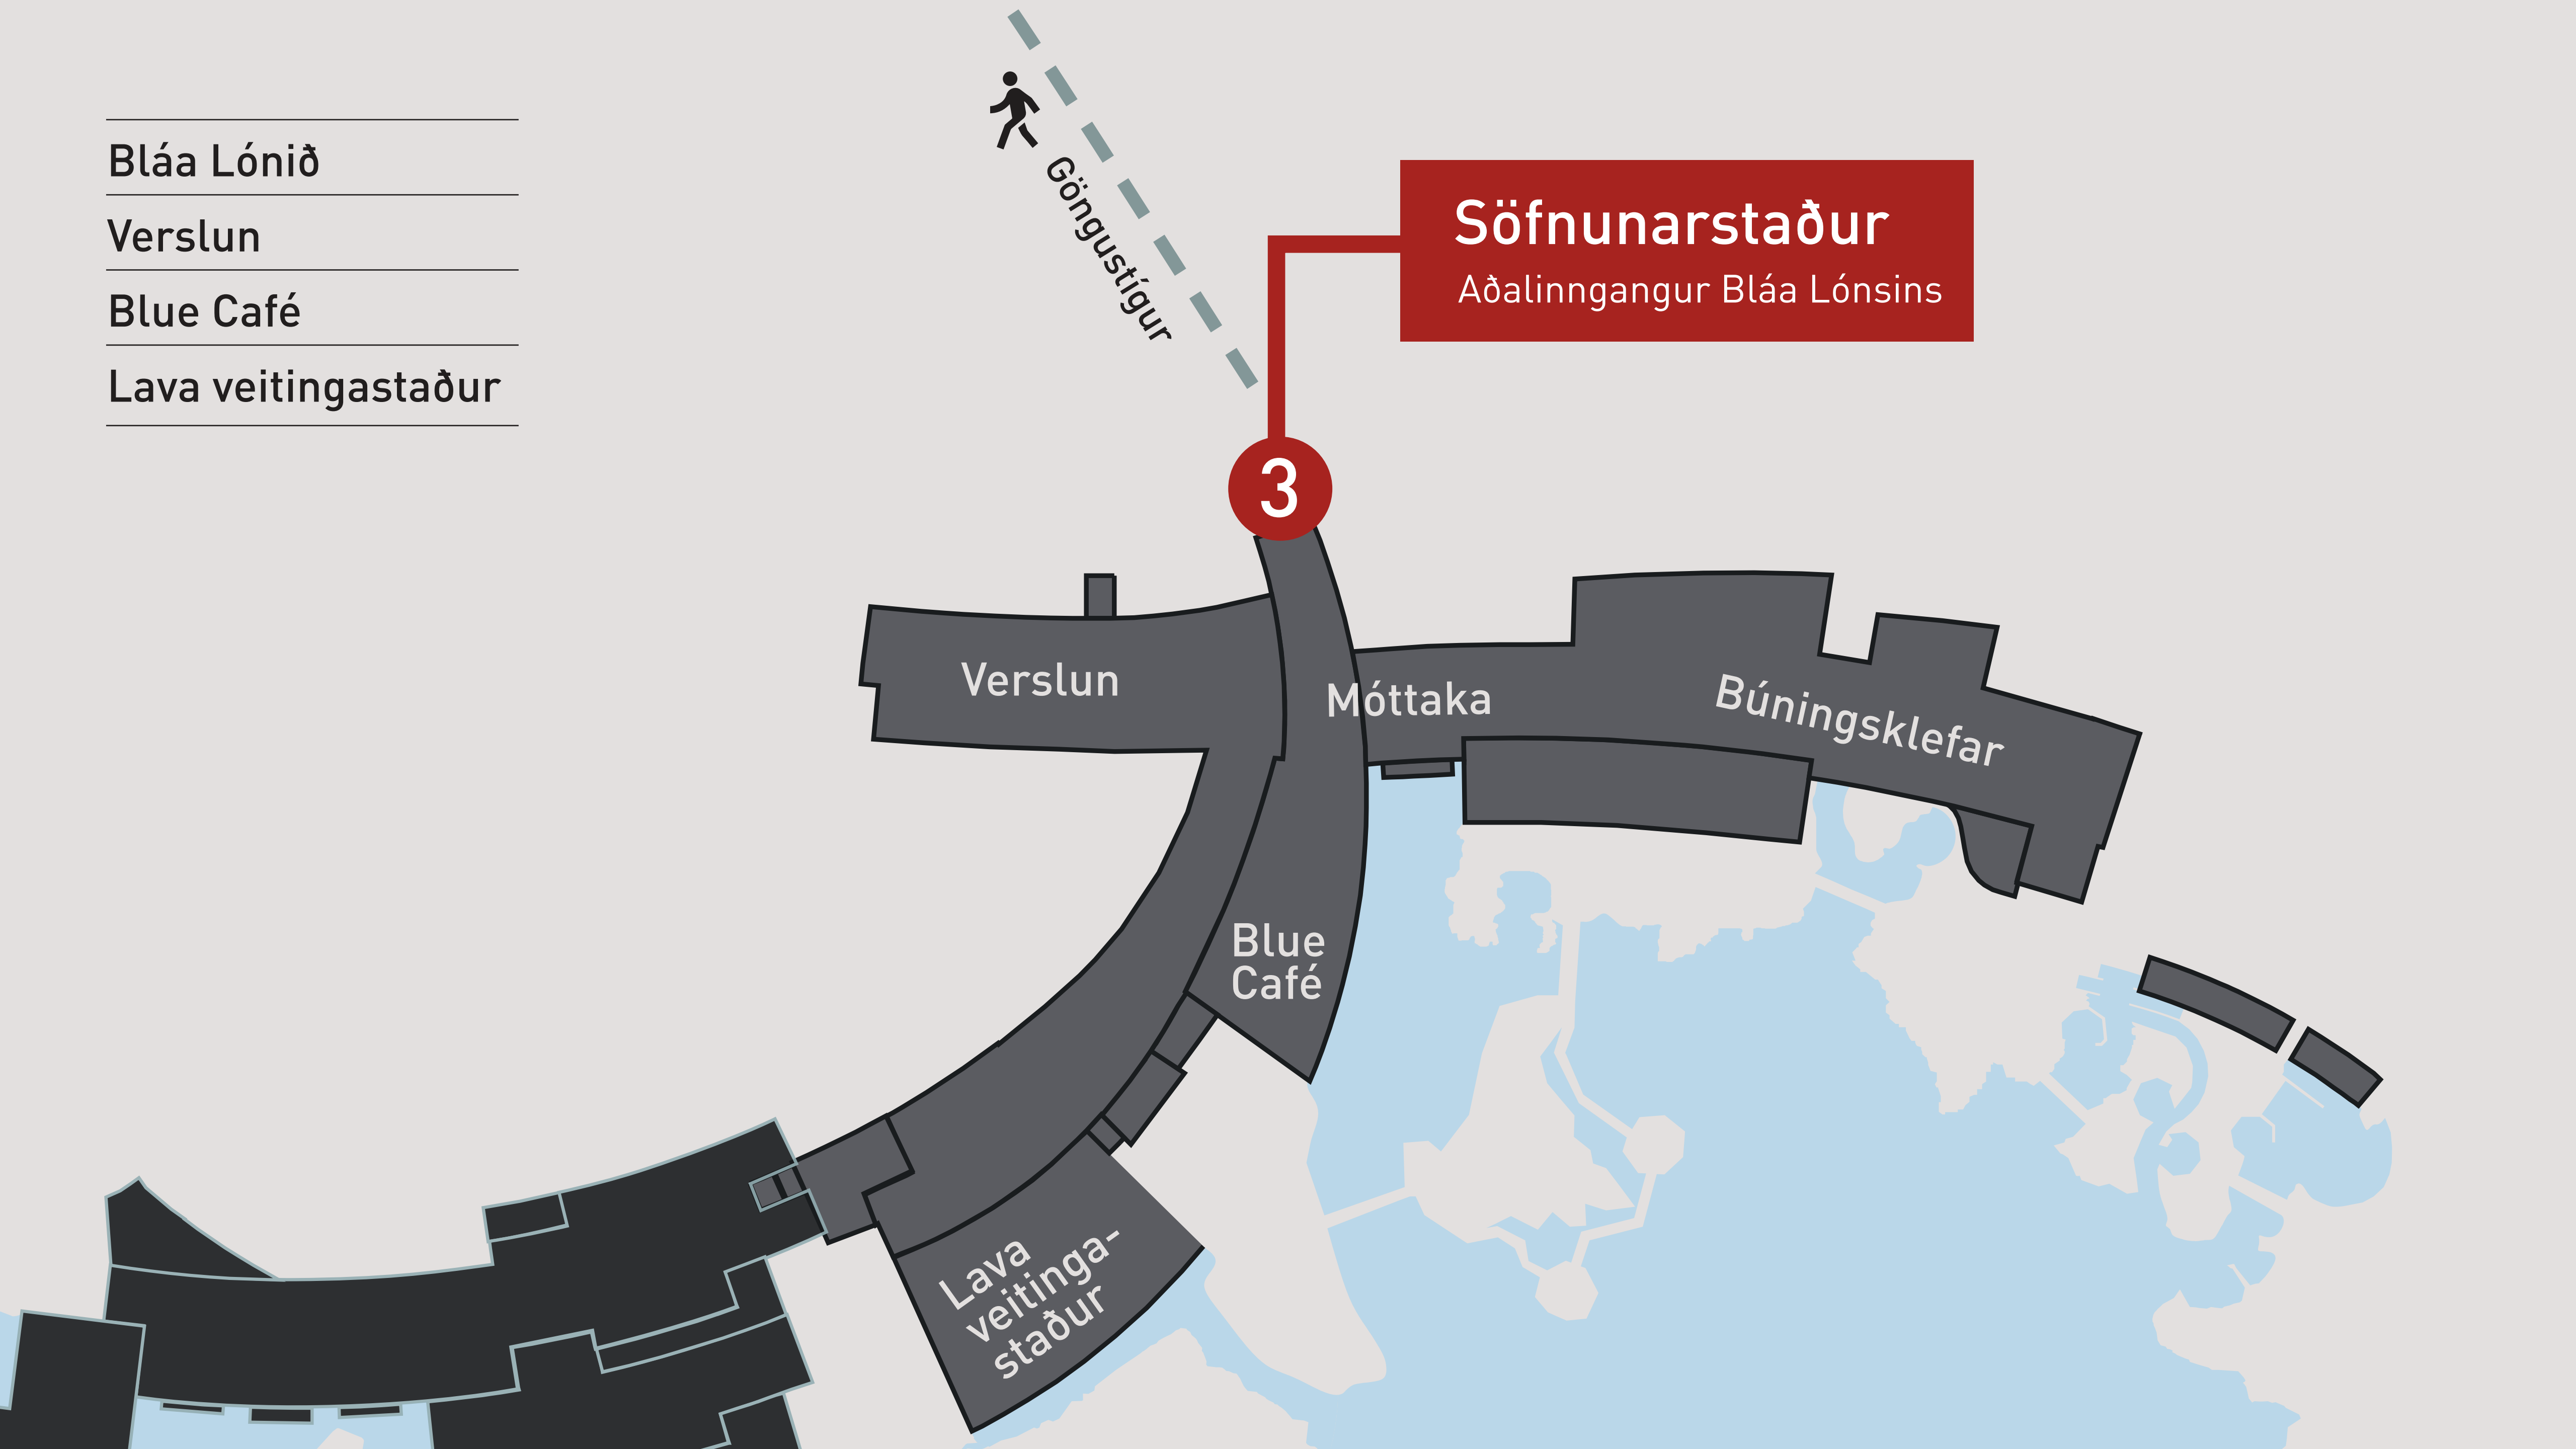 Bláa Lónið
Verslun
Blue Café
Lava veitingastaður
Göngustígur
Söfnunarstaður
Aðalinngangur Bláa Lónsins
3
Verslun
Móttaka
Búningsklefar
Blue
Café
Lava
veitinga-
staður